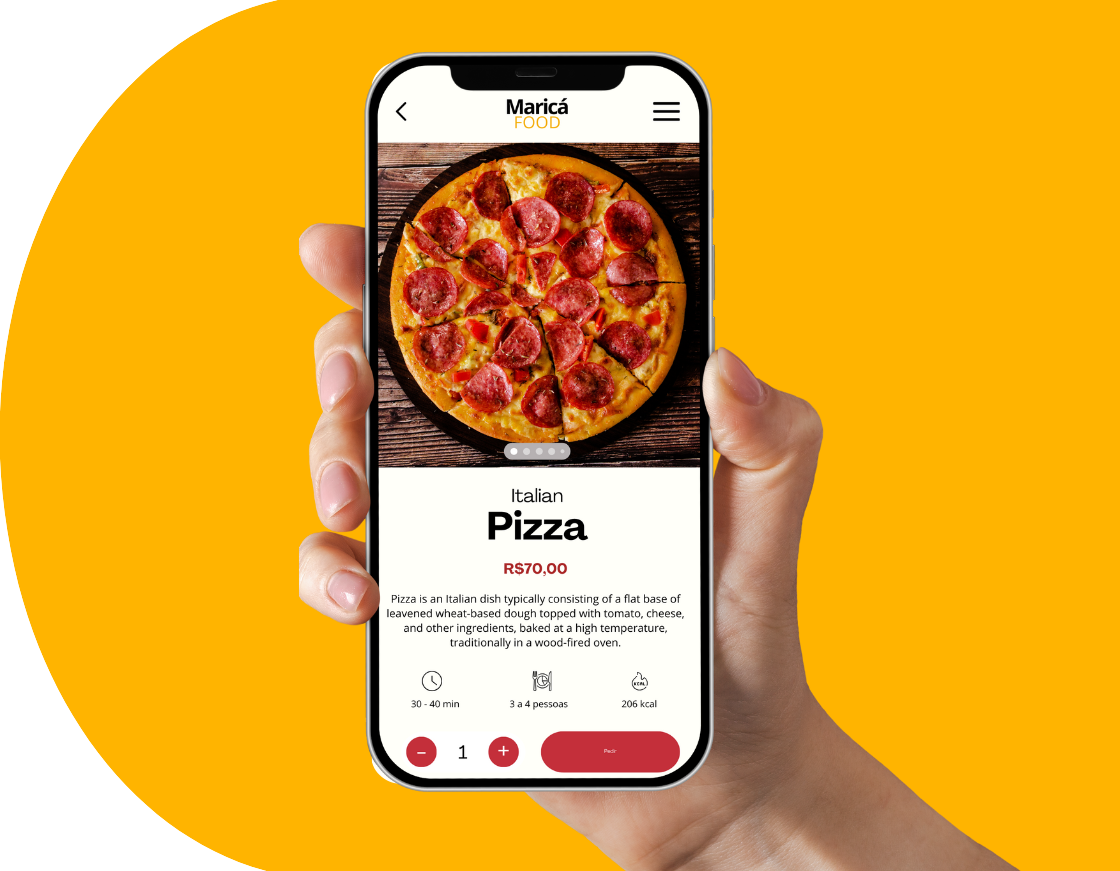 Maricá
FOOD
Italian
Pizza
R$70,00
Pizza is an Italian dish typically consisting of a flat base of
leavened wheat-based dough topped with tomato, cheese,
and other ingredients, baked at a high temperature,
traditionally in a wood-fired oven.
KCAL
30 - 40 min
3 a 4 pessoas
206 kcal
– 1 +
Pedir